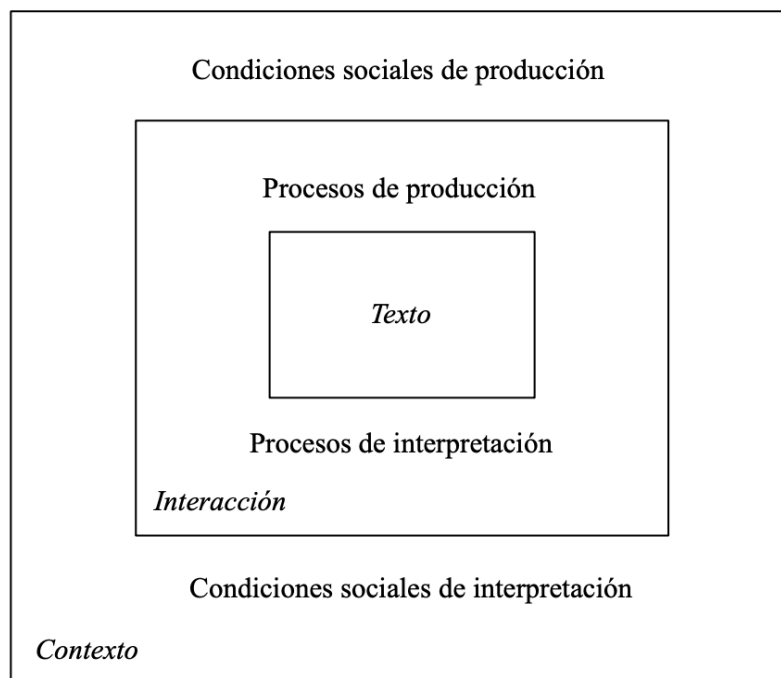 Condiciones sociales de producción
Procesos de producción
Texto
Procesos de interpretación
Interacción
Condiciones sociales de interpretación
Contexto